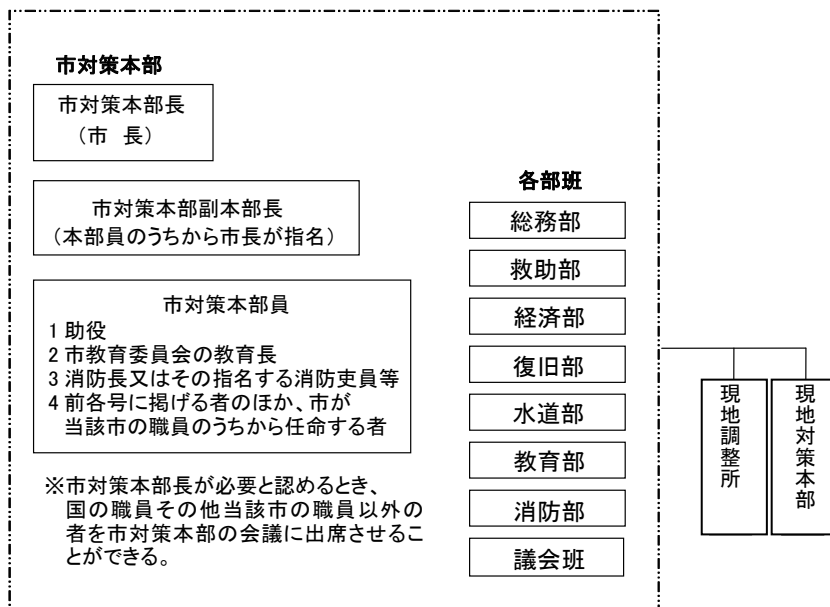 市対策本部
市対策本部長
（市　長）
市対策本部副本部長
（本部員のうちから市長が指名）
市対策本部員
1 助役
2 市教育委員会の教育長
3 消防長又はその指名する消防吏員等
4 前各号に掲げる者のほか、市が
当該市の職員のうちから任命する者
※市対策本部長が必要と認めるとき、
国の職員その他当該市の職員以外の
者を市対策本部の会議に出席させるこ
とができる。
各部班
総務部
救助部
経済部
復旧部
水道部
教育部
消防部
議会班
現地調整所
現地対策本部